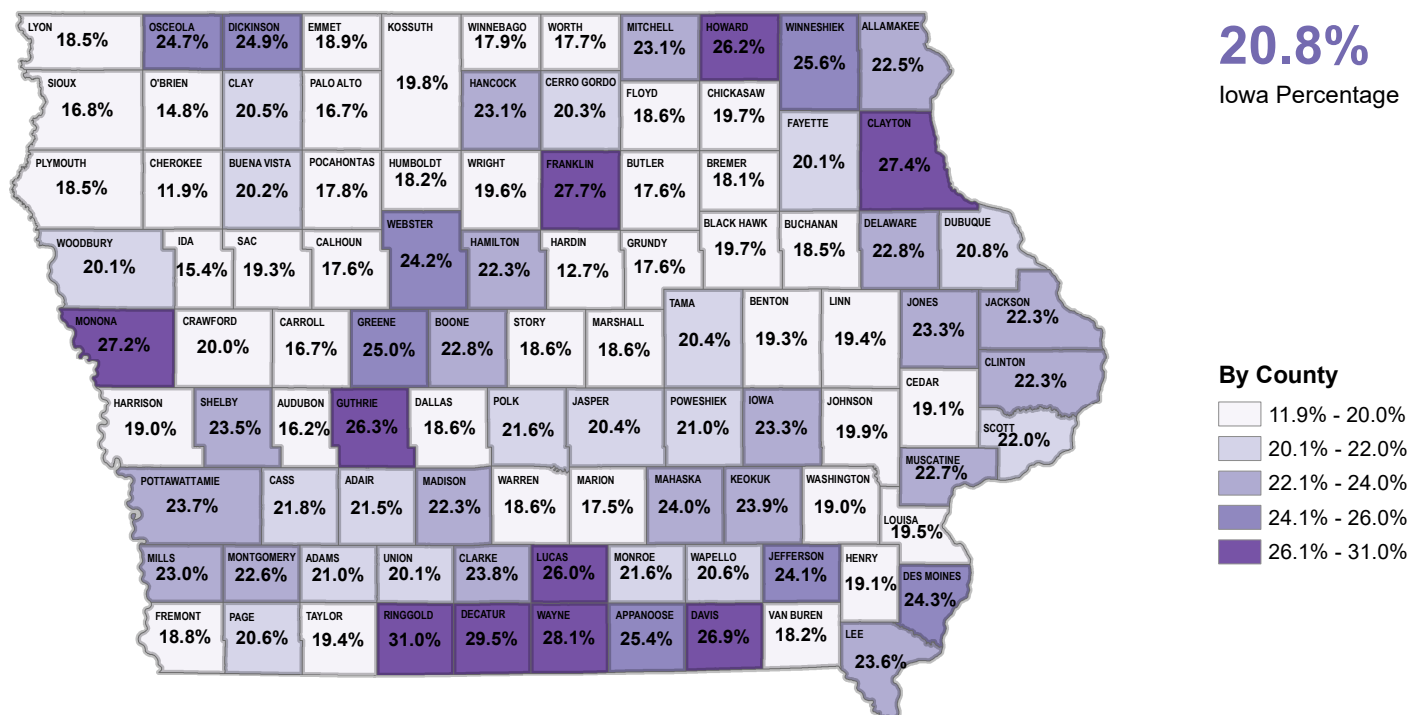 LYON
18.5%
OSCEOLA
24.7%
DICKINSON
24.9%
EMMET
18.9%
KOSSUTH
19.8%
WINNEBAGO
17.9%
WORTH
17.7%
MITCHELL
23.1%
HOWARD
26.2%
WINNESHIEK
25.6%
ALLAMAKEE
22.5%
20.8%
Iowa Percentage
SIOUX
16.8%
O'BRIEN
14.8%
CLAY
20.5%
PALO ALTO
16.7%
HANCOCK
23.1%
CERRO GORDO
20.3%
FLOYD
18.6%
CHICKASAW
19.7%
FAYETTE
20.1%
CLAYTON
27.4%
PLYMOUTH
18.5%
CHEROKEE
11.9%
BUENA VISTA
20.2%
POCAHONTAS
17.8%
HUMBOLDT
18.2%
WRIGHT
19.6%
FRANKLIN
27.7%
BUTLER
17.6%
BREMER
18.1%
WOODBURY
20.1%
IDA
15.4%
SAC
19.3%
CALHOUN
17.6%
WEBSTER
24.2%
HAMILTON
22.3%
HARDIN
12.7%
GRUNDY
17.6%
BLACK HAWK
19.7%
BUCHANAN
18.5%
DELAWARE
22.8%
DUBUQUE
20.8%
MONONA
27.2%
CRAWFORD
20.0%
CARROLL
16.7%
GREENE
25.0%
BOONE
22.8%
STORY
18.6%
MARSHALL
18.6%
TAMA
20.4%
BENTON
19.3%
LINN
19.4%
JONES
23.3%
JACKSON
22.3%
CLINTON
22.3%
CEDAR
19.1%
HARRISON
19.0%
SHELBY
23.5%
AUDUBON
16.2%
GUTHRIE
26.3%
DALLAS
18.6%
POLK
21.6%
JASPER
20.4%
POWESHIEK
21.0%
IOWA
23.3%
JOHNSON
19.9%
SCOTT
22.0%
MUSCATINE
22.7%
POTTAWATTAMIE
23.7%
CASS
21.8%
ADAIR
21.5%
MADISON
22.3%
WARREN
18.6%
MARION
17.5%
MAHASKA
24.0%
KEOKUK
23.9%
WASHINGTON
19.0%
LOUISA
19.5%
MILLS
23.0%
MONTGOMERY
22.6%
ADAMS
21.0%
UNION
20.1%
CLARKE
23.8%
LUCAS
26.0%
MONROE
21.6%
WAPELLO
20.6%
JEFFERSON
24.1%
HENRY
19.1%
DES MOINES
24.3%
FREMONT
18.8%
PAGE
20.6%
TAYLOR
19.4%
RINGGOLD
31.0%
DECATUR
29.5%
WAYNE
28.1%
APPANOOSE
25.4%
DAVIS
26.9%
VAN BUREN
18.2%
LEE
23.6%
By County
11.9% - 20.0%
20.1% - 22.0%
22.1% - 24.0%
24.1% - 26.0%
26.1% - 31.0%